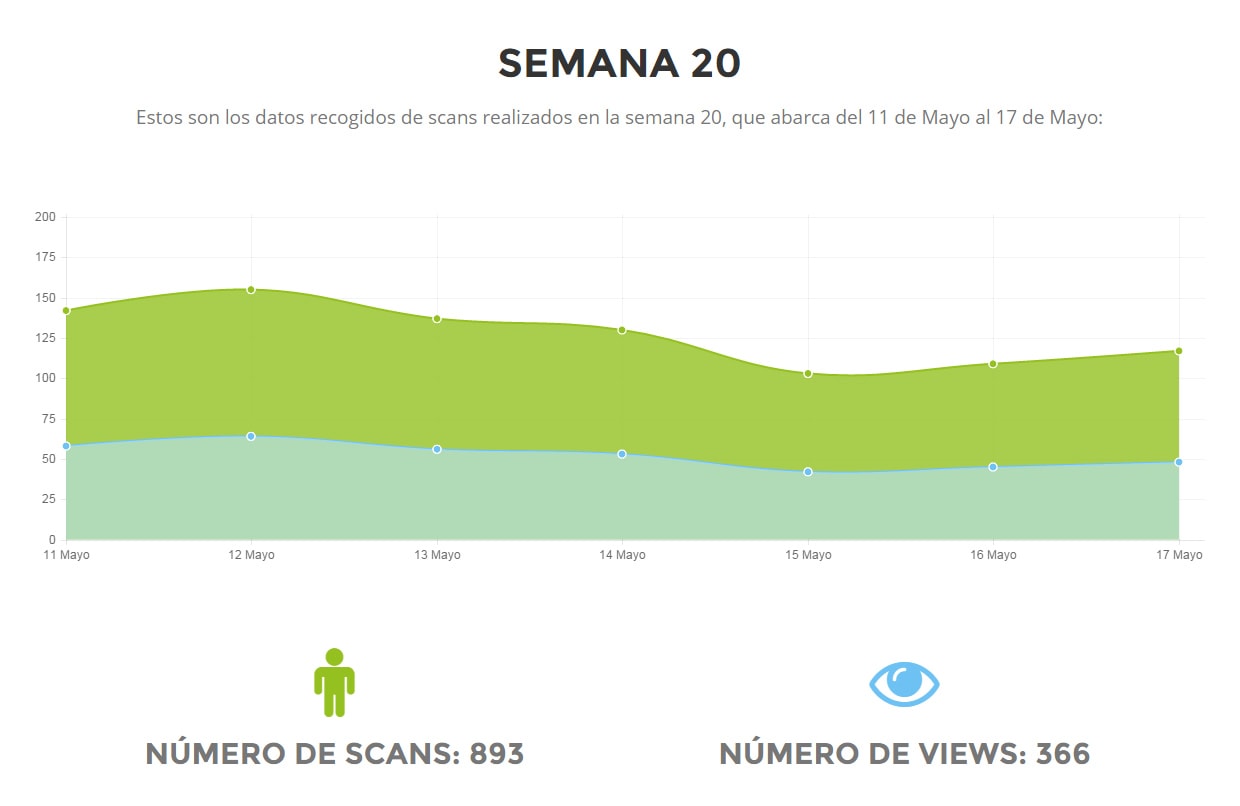 SEMANA 20
Estos son los datos recogidos de scans realizados en la semana 20, que abarca del 11 de Mayo al 17 de Mayo:
200
175
150
125
100
75
50
25
0
11 Mayo 12 Mayo 13 Mayo 14 Mayo 15 Mayo 16 Mayo 17 Mayo
NÚMERO DE SCANS: 893 NÚMERO DE VIEWS: 366